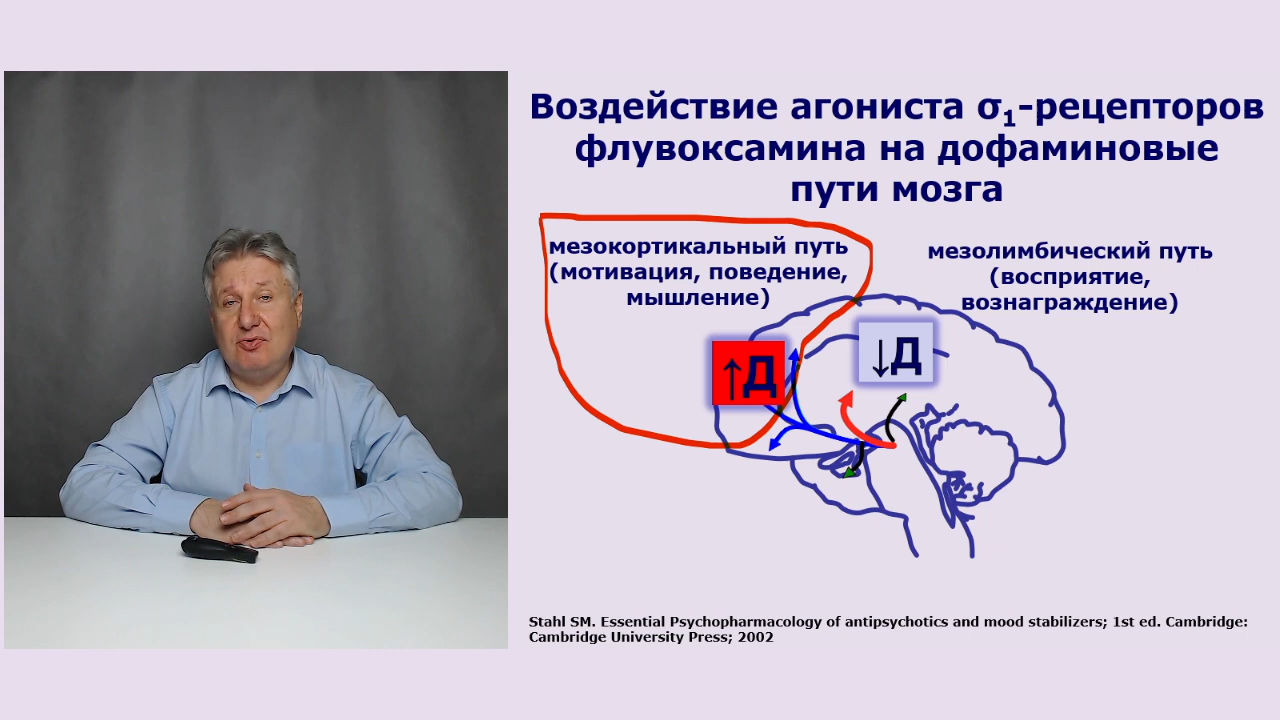 Воздействие агониста σ₁-рецепторов
флувоксамина на дофаминовые
пути мозга
мезокортикальный путь
(мотивация, поведение,
мышление)
мезолимбический путь
(восприятие,
вознаграждение)
↑Д
↓Д
Stahl SM. Essential Psychopharmacology of antipsychotics and mood stabilizers; 1st ed. Cambridge:
Cambridge University Press; 2002